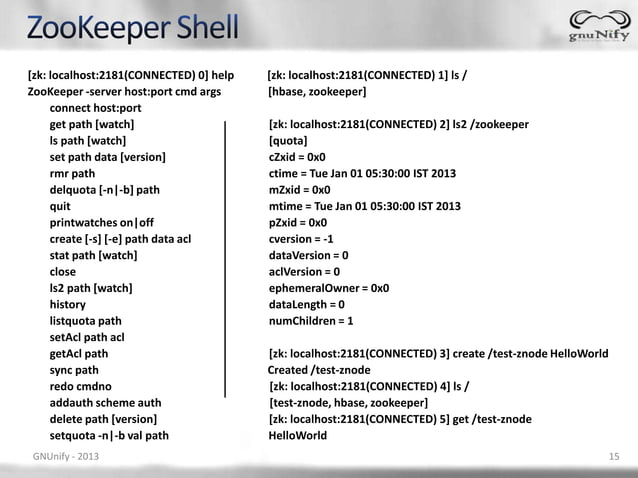 ZooKeeper Shell
gnuNify
[zk: localhost:2181(CONNECTED) 0] help
ZooKeeper -server host:port cmd args
connect host:port
get path [watch]
ls path [watch]
set path data [version]
rmr path
delquota [-n|-b] path
quit
printwatches on|off
create [-s] [-e] path data acl
stat path [watch]
close
ls2 path [watch]
history
listquota path
setAcl path acl
getAcl path
sync path
redo cmdno
addauth scheme auth
delete path [version]
setquota -n|-b val path
[zk: localhost:2181(CONNECTED) 1] ls /
[hbase, zookeeper]
[zk: localhost:2181(CONNECTED) 2] ls2 /zookeeper
[quota]
cZxid = 0x0
ctime = Tue Jan 01 05:30:00 IST 2013
mZxid = 0x0
mtime = Tue Jan 01 05:30:00 IST 2013
pZxid = 0x0
cversion = -1
dataVersion = 0
aclVersion = 0
ephemeralOwner = 0x0
dataLength = 0
numChildren = 1
[zk: localhost:2181(CONNECTED) 3] create /test-znode HelloWorld
Created /test-znode
[zk: localhost:2181(CONNECTED) 4] ls /
[test-znode, hbase, zookeeper]
[zk: localhost:2181(CONNECTED) 5] get /test-znode
HelloWorld
GNUnify - 2013
15